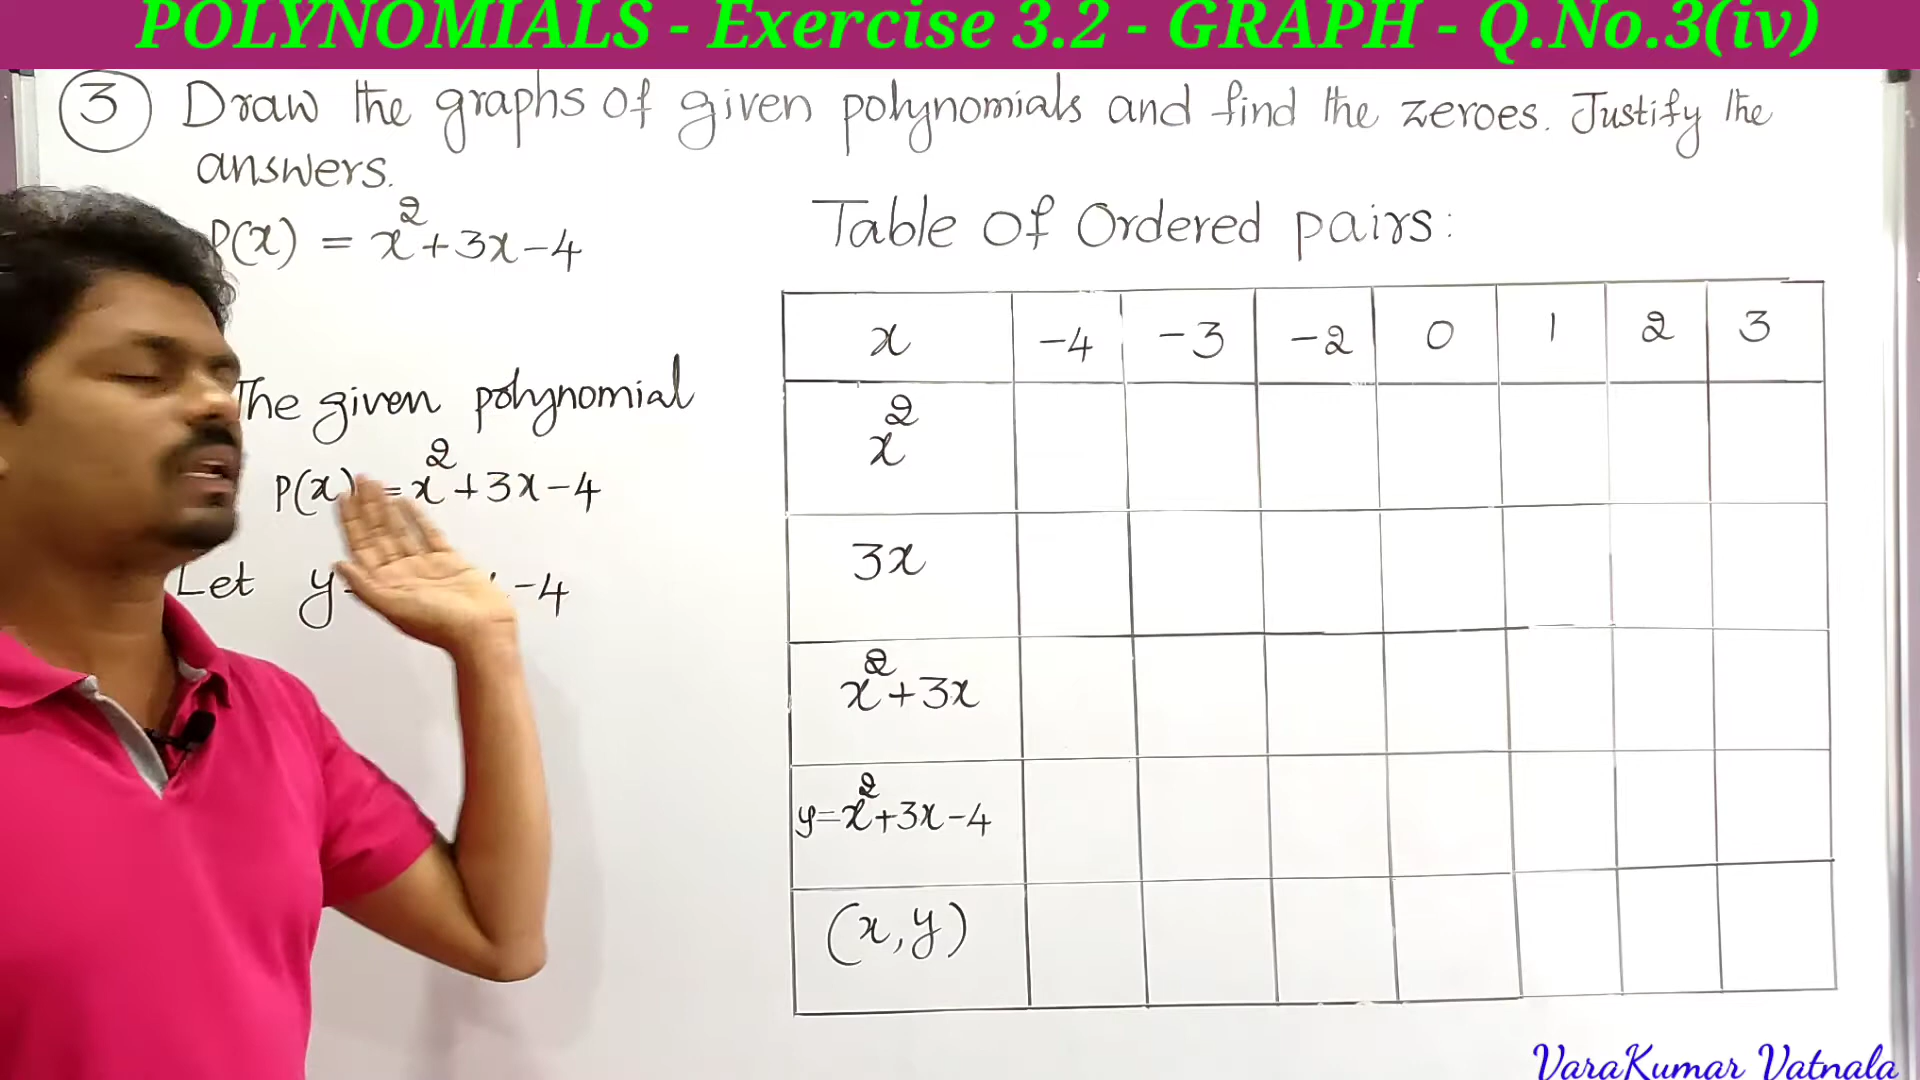 POLYNOMIALS - Exercise 3.2 - GRAPH - Q.No.3(iv)
3 Draw the graphs of given polynomials and find the zeroes. Justify the
answers.
P(x) = x²+3x-4
Table of Ordered pairs:
The given polynomial
P(x) = x²+3x-4
Let y= -4
x -4 -3 -2 0 1 2 3
x²
3x
x²+3x
y=x²+3x-4
(x,y)
VaraKumar Vatnala